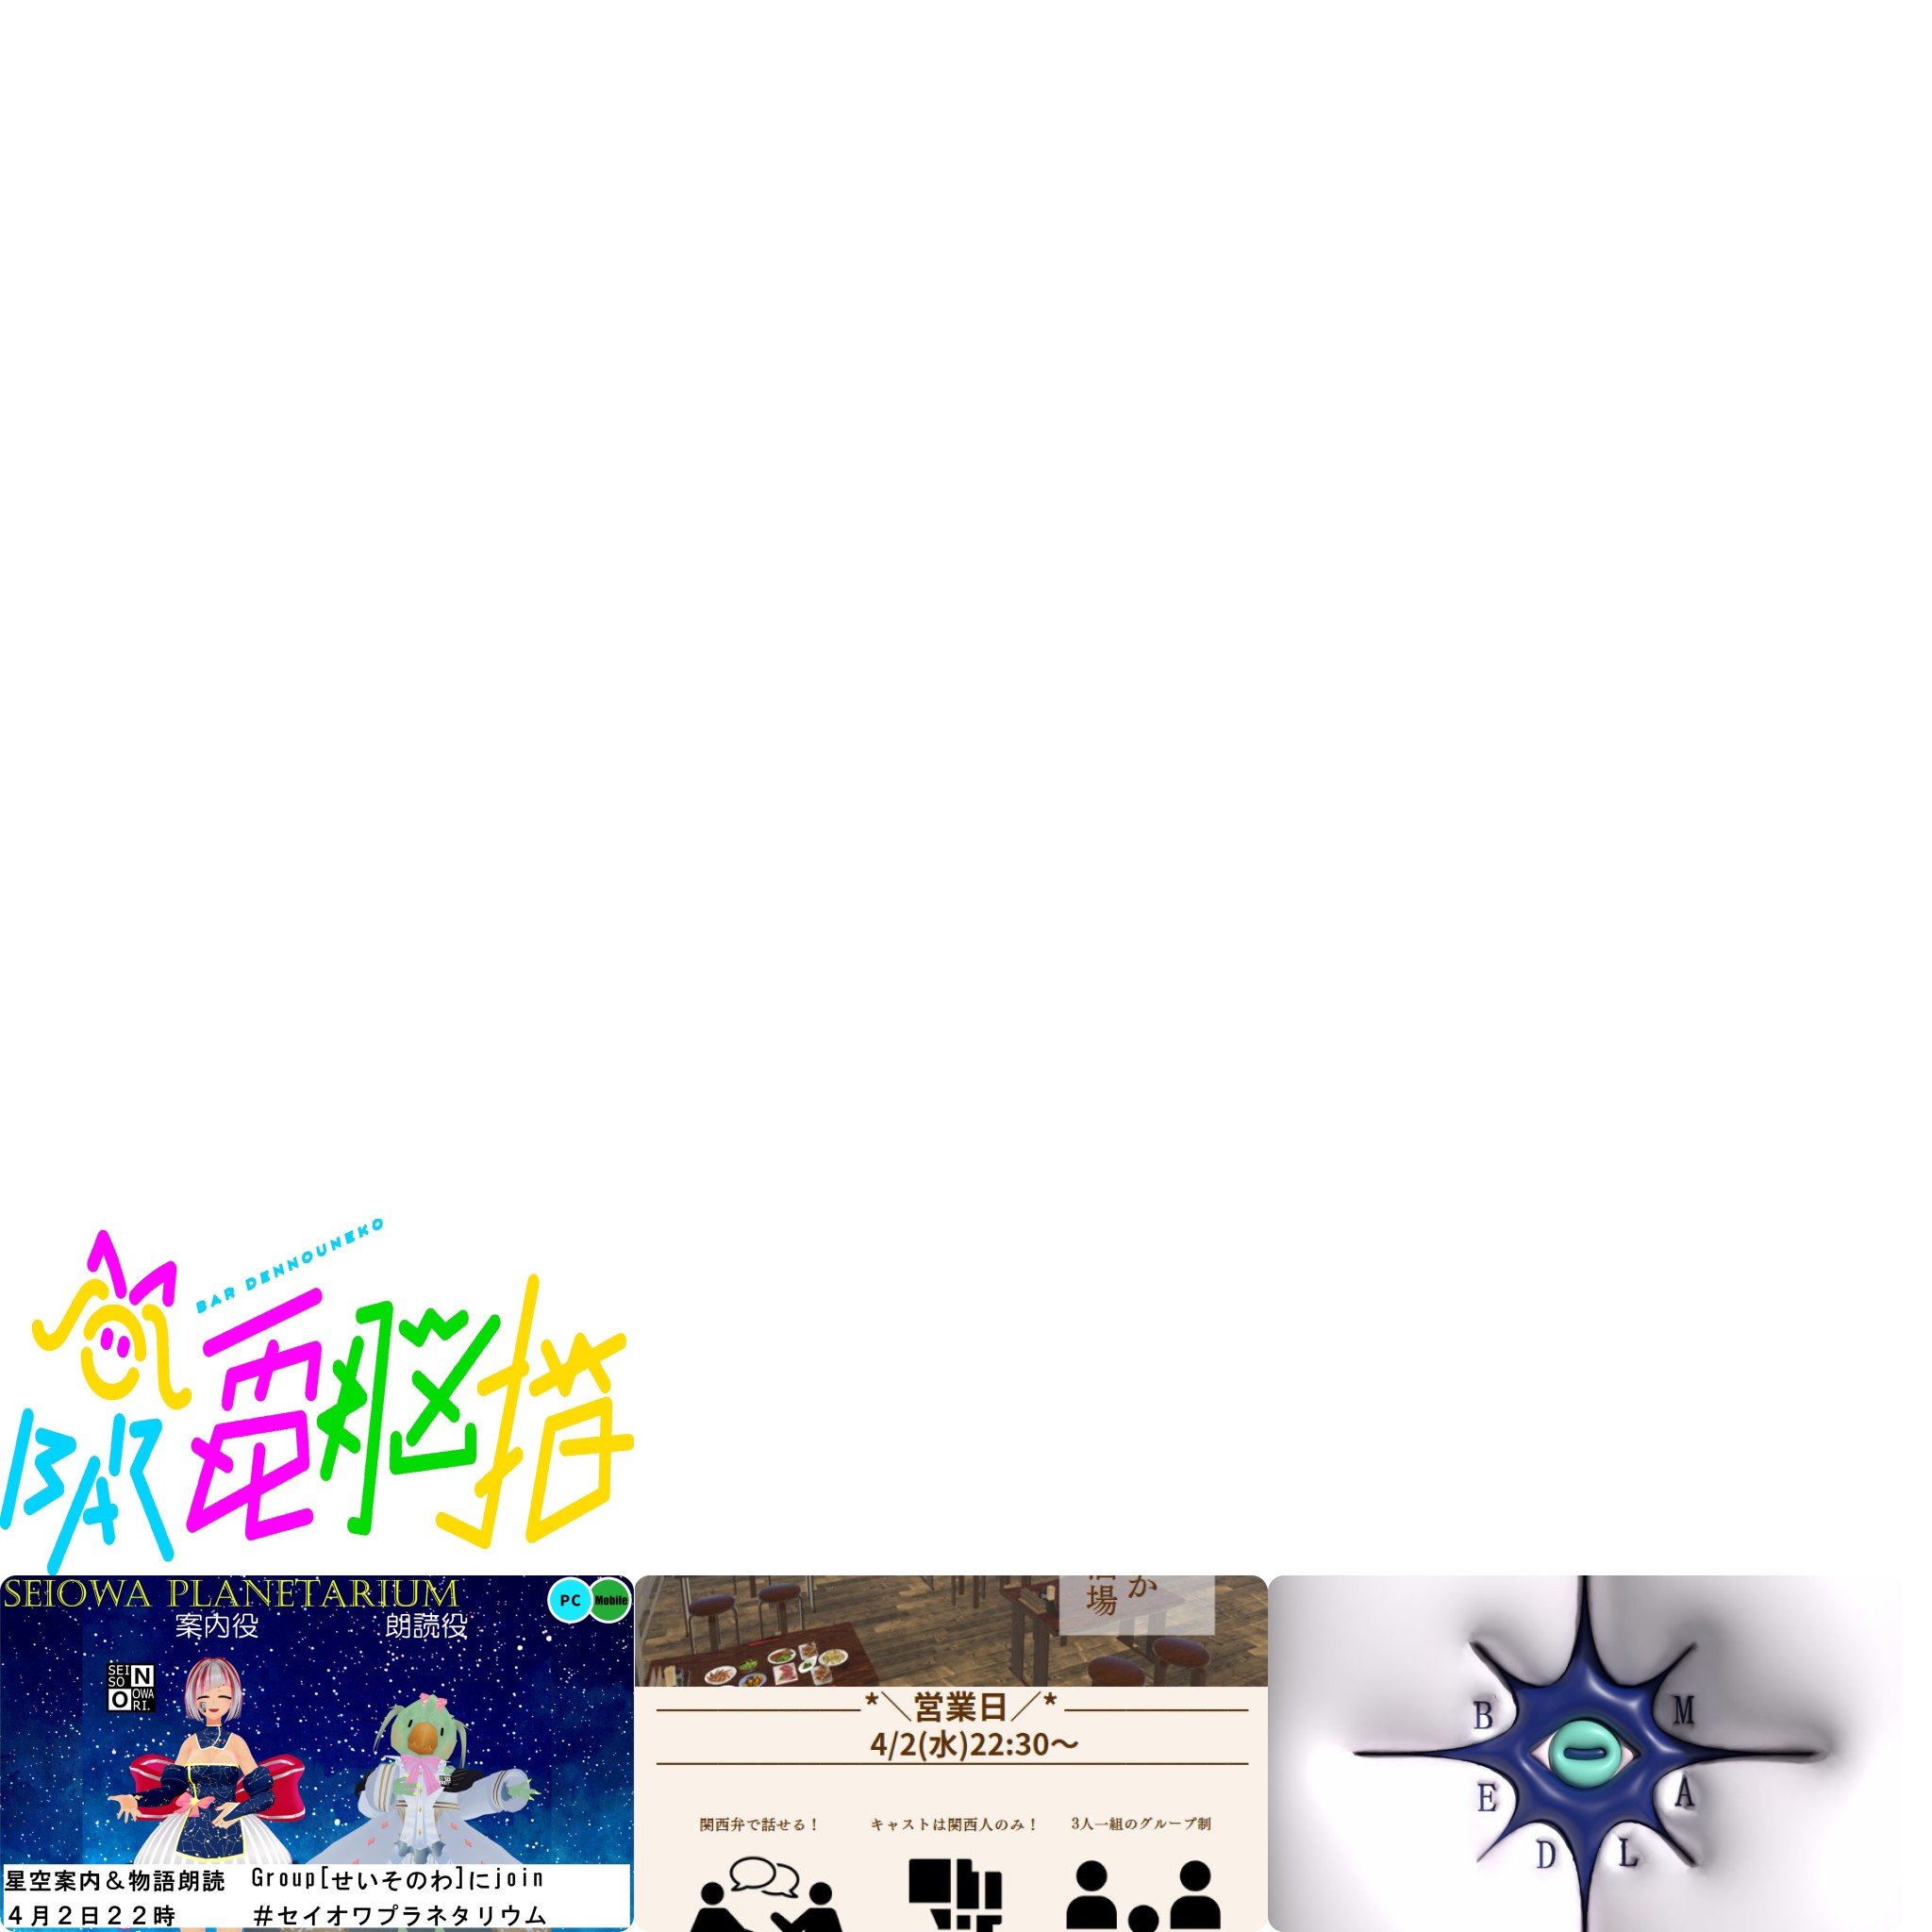 BAR DENNOUNEKO
BAR 電脳猫
SEIOWA PLANETARIUM
PC
Mobile
案内役
朗読役
SEI
SO
N
O
OWA
RI.
星空案内&物語朗読 Group[せいそのわ]にjoin
4月2日22時 #セイオワプラネタリウム
か
場
*＼営業日／*
4/2(水)22:30〜
関西弁で話せる!
キャストは関西人のみ!
3人一組のグループ制
B
M
E
A
D
L